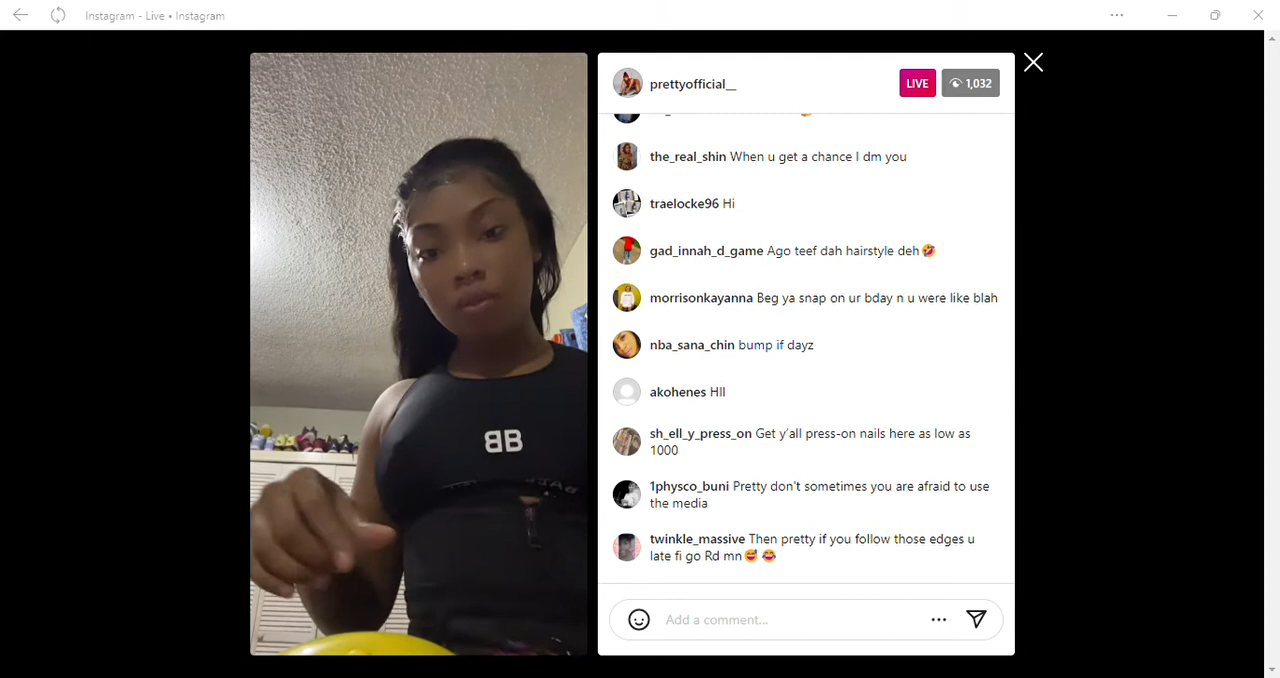 Instagram - Live • Instagram
prettyofficial__
LIVE
1,032
the_real_shin When u get a chance I dm you
traelocke96 Hi
gad_innah_d_game Ago teef dah hairstyle deh🤣
morrisonkayanna Beg ya snap on ur bday n u were like blah
nba_sana_chin bump if dayz
akohenes HII
sh_ell_y_press_on Get y'all press-on nails here as low as
1000
1physco_buni Pretty don't sometimes you are afraid to use
the media
twinkle_massive Then pretty if you follow those edges u
late fi go Rd mn😅😂
Add a comment...
BB